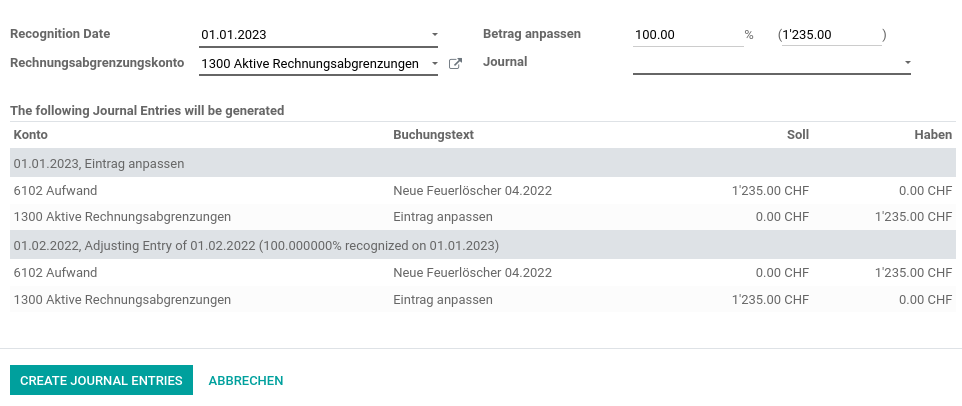 Recognition Date 01.01.2023 Betrag anpassen 100.00 % (1'235.00 )
Rechnungsabgrenzungskonto 1300 Aktive Rechnungsabgrenzungen Journal
The following Journal Entries will be generated
Konto Buchungstext Soll Haben
01.01.2023, Eintrag anpassen
6102 Aufwand Neue Feuerlöscher 04.2022 1'235.00 CHF 0.00 CHF
1300 Aktive Rechnungsabgrenzungen Eintrag anpassen 0.00 CHF 1'235.00 CHF
01.02.2022, Adjusting Entry of 01.02.2022 (100.000000% recognized on 01.01.2023)
6102 Aufwand Neue Feuerlöscher 04.2022 0.00 CHF 1'235.00 CHF
1300 Aktive Rechnungsabgrenzungen Eintrag anpassen 1'235.00 CHF 0.00 CHF
CREATE JOURNAL ENTRIES ABBRECHEN